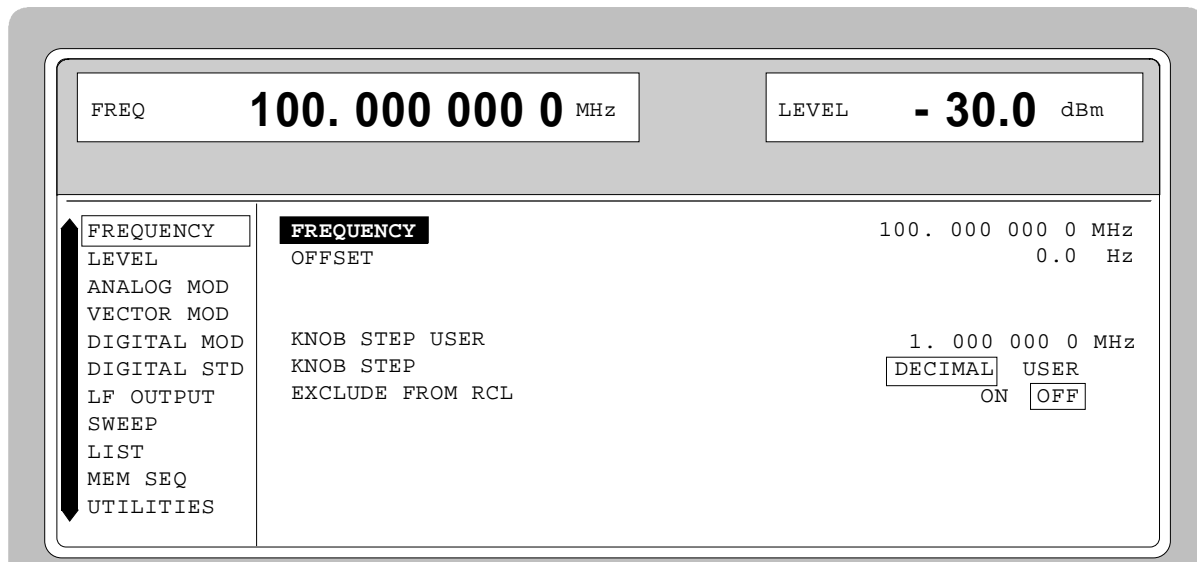 FREQ 100. 000 000 0 MHz
LEVEL - 30.0 dBm
FREQUENCY
LEVEL
ANALOG MOD
VECTOR MOD
DIGITAL MOD
DIGITAL STD
LF OUTPUT
SWEEP
LIST
MEM SEQ
UTILITIES
FREQUENCY 100. 000 000 0 MHz
OFFSET 0.0 Hz
KNOB STEP USER 1. 000 000 0 MHz
KNOB STEP DECIMAL USER
EXCLUDE FROM RCL ON OFF